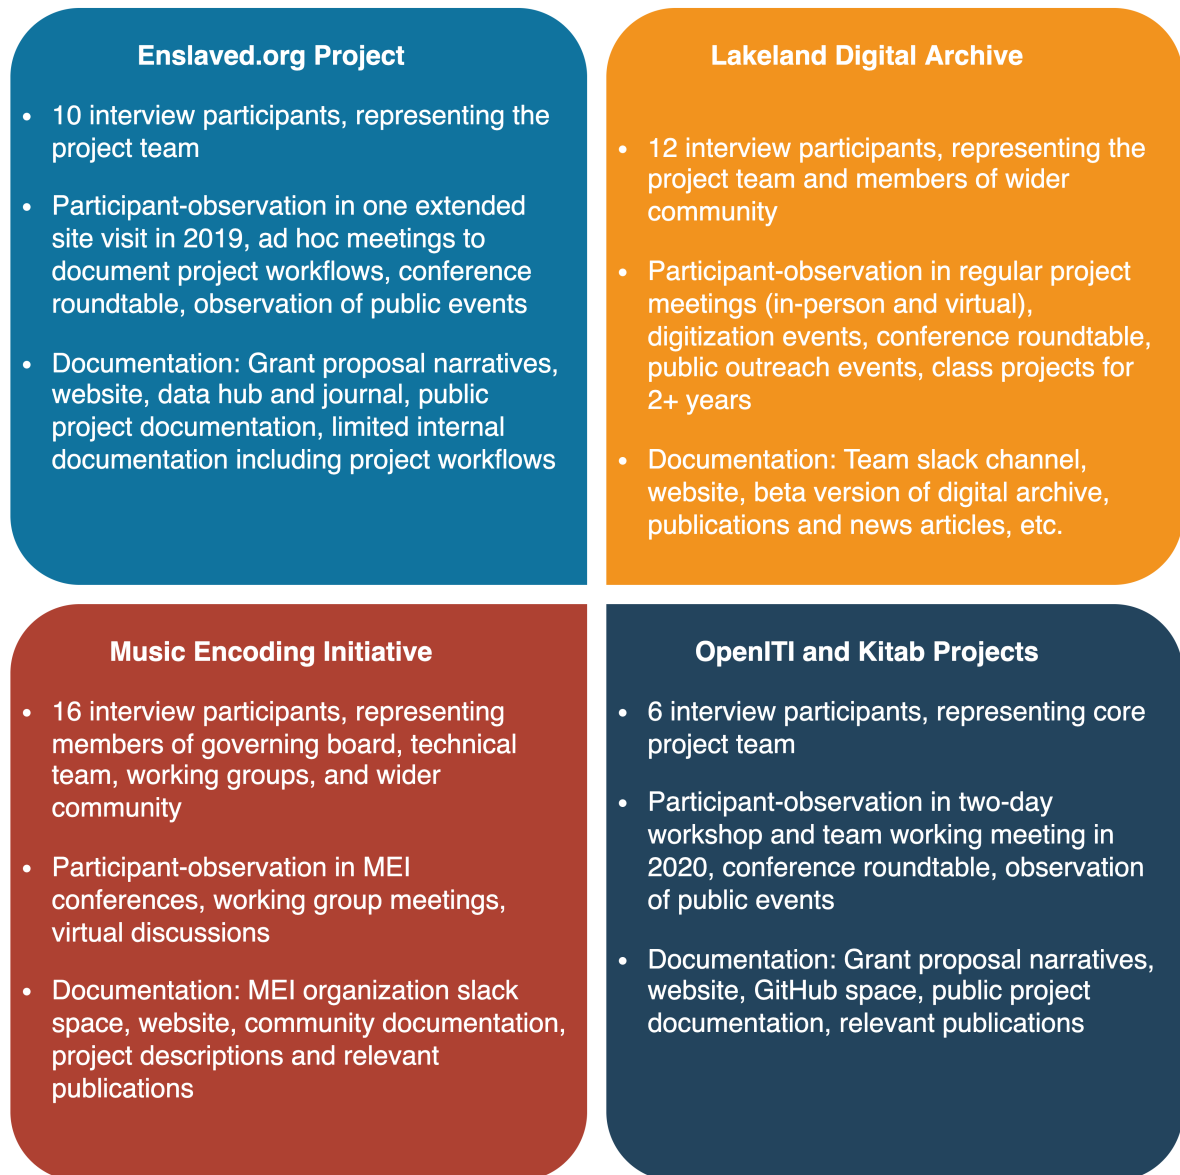 Enslaved.org Project
• 10 interview participants, representing the
project team
• Participant-observation in one extended
site visit in 2019, ad hoc meetings to
document project workflows, conference
roundtable, observation of public events
• Documentation: Grant proposal narratives,
website, data hub and journal, public
project documentation, limited internal
documentation including project workflows
Lakeland Digital Archive
• 12 interview participants, representing the
project team and members of wider
community
• Participant-observation in regular project
meetings (in-person and virtual),
digitization events, conference roundtable,
public outreach events, class projects for
2+ years
• Documentation: Team slack channel,
website, beta version of digital archive,
publications and news articles, etc.
Music Encoding Initiative
• 16 interview participants, representing
members of governing board, technical
team, working groups, and wider
community
• Participant-observation in MEI
conferences, working group meetings,
virtual discussions
• Documentation: MEI organization slack
space, website, community documentation,
project descriptions and relevant
publications
OpenITI and Kitab Projects
• 6 interview participants, representing core
project team
• Participant-observation in two-day
workshop and team working meeting in
2020, conference roundtable, observation
of public events
• Documentation: Grant proposal narratives,
website, GitHub space, public project
documentation, relevant publications